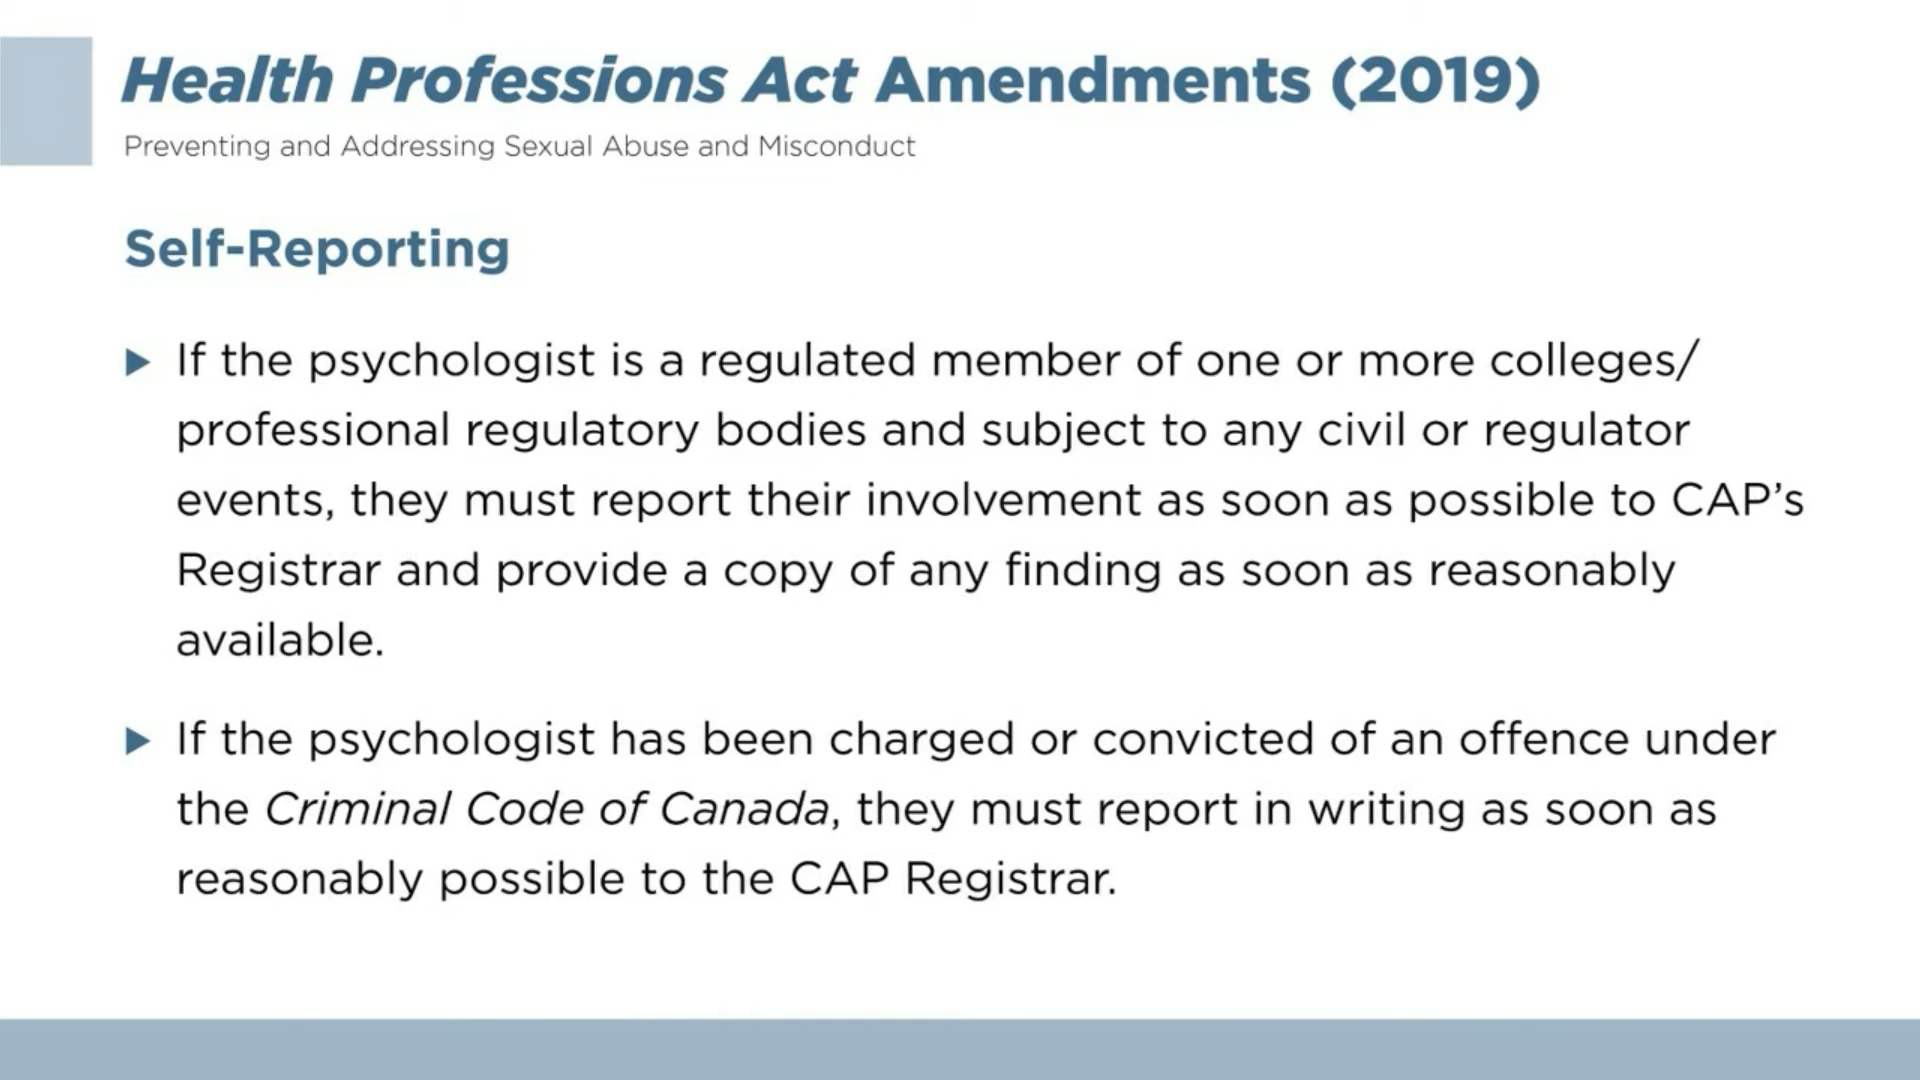 Health Professions Act Amendments (2019)
Preventing and Addressing Sexual Abuse and Misconduct
Self-Reporting
If the psychologist is a regulated member of one or more colleges/
professional regulatory bodies and subject to any civil or regulator
events, they must report their involvement as soon as possible to CAP’s
Registrar and provide a copy of any finding as soon as reasonably
available.
If the psychologist has been charged or convicted of an offence under
the Criminal Code of Canada, they must report in writing as soon as
reasonably possible to the CAP Registrar.